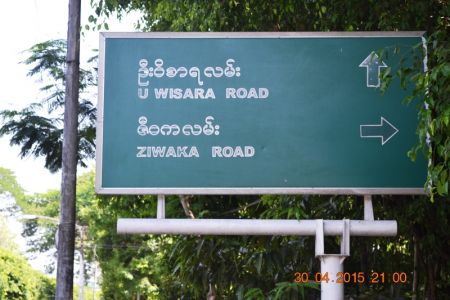 ဦးဝိစာရလမ်း
U WISARA ROAD
ဇီဝကလမ်း
ZIWAKA ROAD
30.APR.2015 21:00